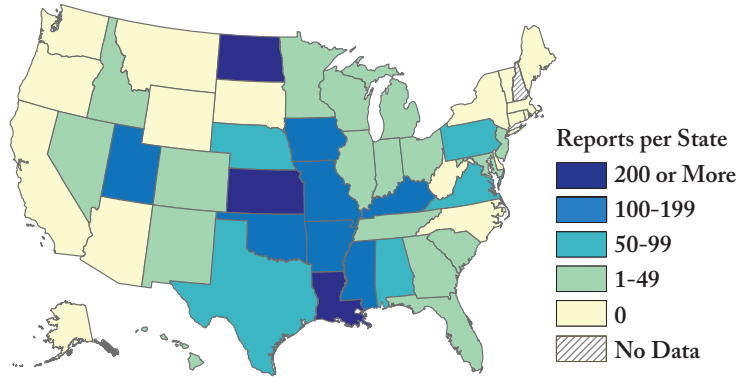 Reports per State
200 or More
100-199
50-99
1-49
0
No Data